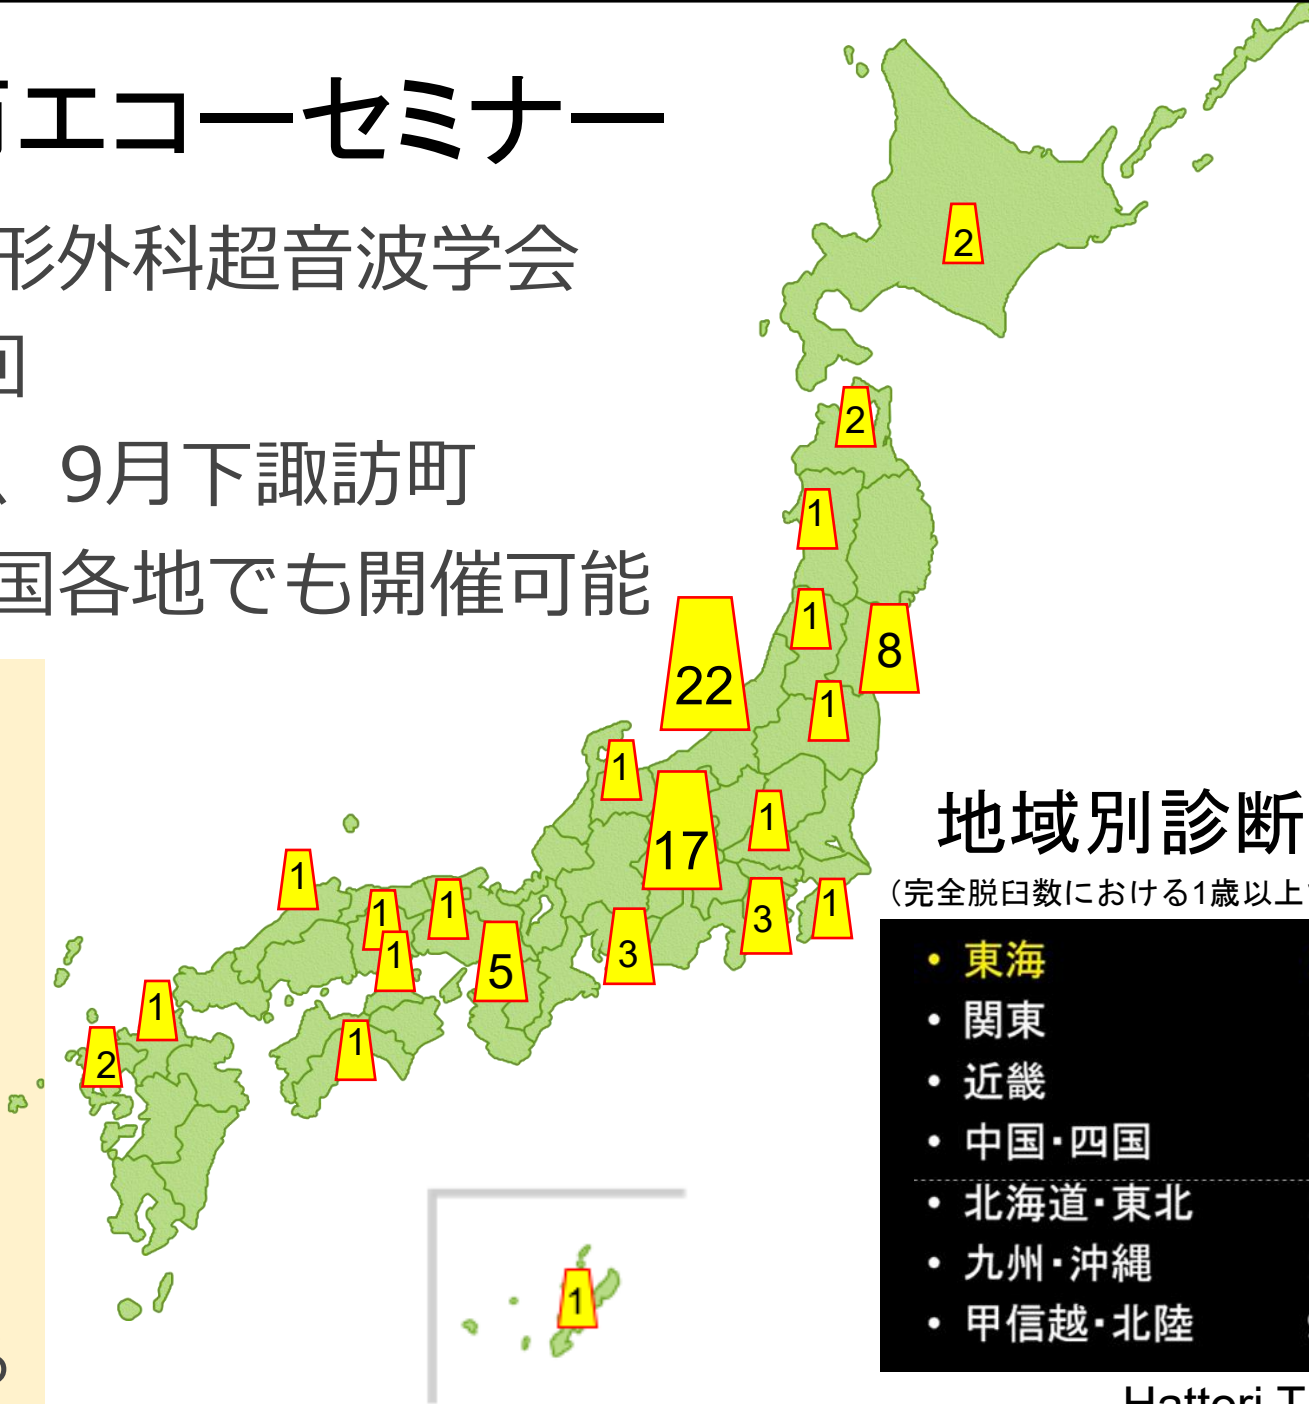 エコーセミナー
形外科超音波学会
回
、9月下諏訪町
国各地でも開催可能
2
2
1
1
8
22
1
1
17
1
1
1
1
1
5
3
3
1
1
1
2
1
1
地域別診断
（完全脱臼数における1歳以上
• 東海
• 関東
• 近畿
• 中国・四国
• 北海道・東北
• 九州・沖縄
• 甲信越・北陸
Hattori T